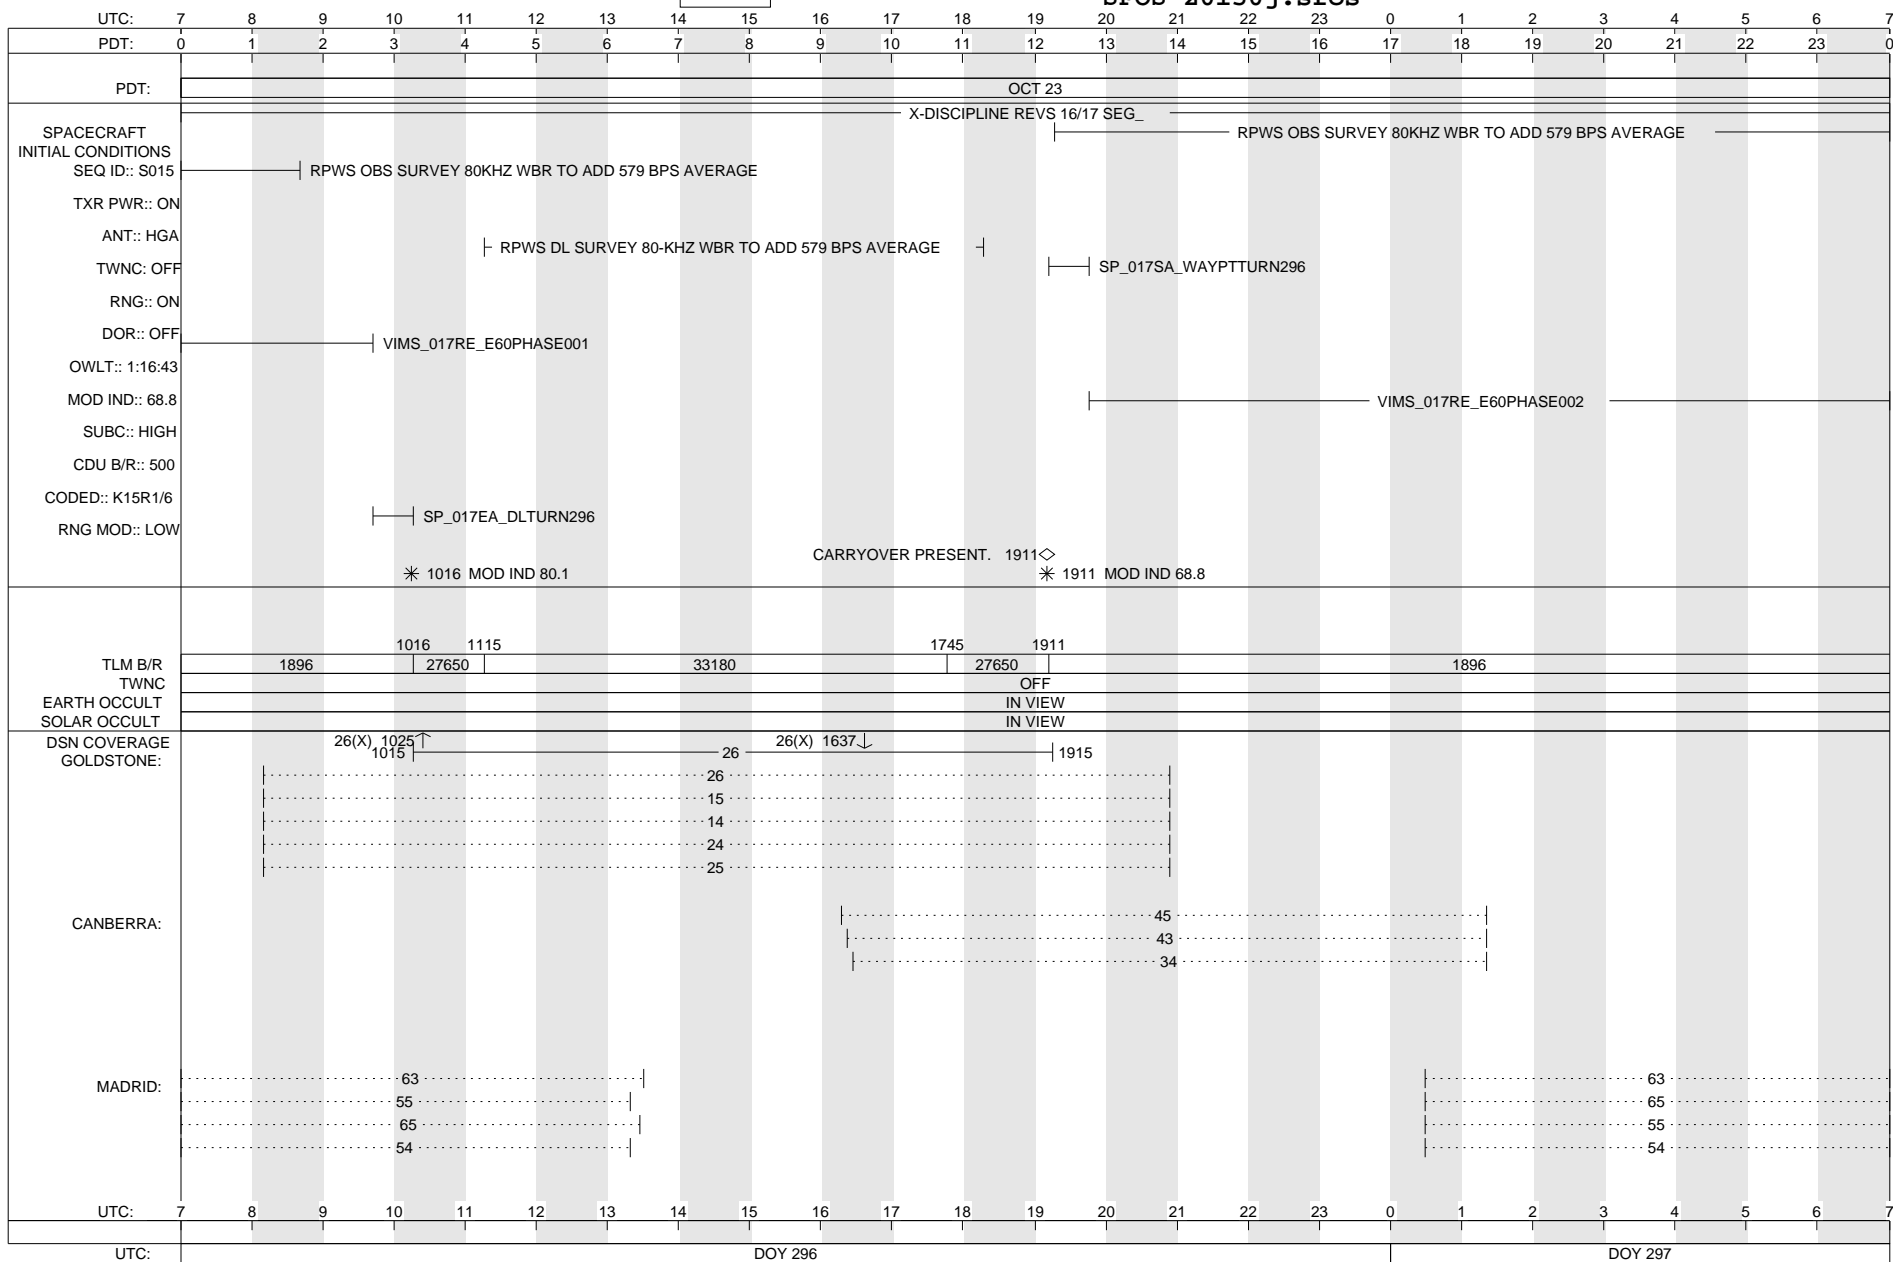 SFOS 20150j.sfos
UTC: 7 8 9 10 11 12 13 14 15 16 17 18 19 20 21 22 23 0 1 2 3 4 5 6 7
PDT: 0 1 2 3 4 5 6 7 8 9 10 11 12 13 14 15 16 17 18 19 20 21 22 23 0
PDT: OCT 23
X-DISCIPLINE REVS 16/17 SEG_
SPACECRAFT RPWS OBS SURVEY 80KHZ WBR TO ADD 579 BPS AVERAGE
INITIAL CONDITIONS
SEQ ID:: S015 RPWS OBS SURVEY 80KHZ WBR TO ADD 579 BPS AVERAGE
TXR PWR:: ON
ANT:: HGA
RPWS DL SURVEY 80-KHZ WBR TO ADD 579 BPS AVERAGE
TWNC: OFF SP_017SA_WAYPTTURN296
RNG:: ON
DOR:: OFF
VIMS_017RE_E60PHASE001
OWLT:: 1:16:43
MOD IND:: 68.8 VIMS_017RE_E60PHASE002
SUBC:: HIGH
CDU B/R:: 500
CODED:: K15R1/6
SP_017EA_DLTURN296
RNG MOD:: LOW
CARRYOVER PRESENT. 1911
1016 MOD IND 80.1 1911 MOD IND 68.8
1016 1115 1745 1911
TLM B/R 1896 27650 33180 27650 1896
TWNC OFF
EARTH OCCULT IN VIEW
SOLAR OCCULT IN VIEW
DSN COVERAGE 26(X) 1025 26(X) 1637
1015 26 1915
GOLDSTONE:
26
15
14
24
25
45
CANBERRA:
43
34
63 63
MADRID:
55 65
65 55
54 54
UTC: 7 8 9 10 11 12 13 14 15 16 17 18 19 20 21 22 23 0 1 2 3 4 5 6 7
UTC: DOY 296 DOY 297